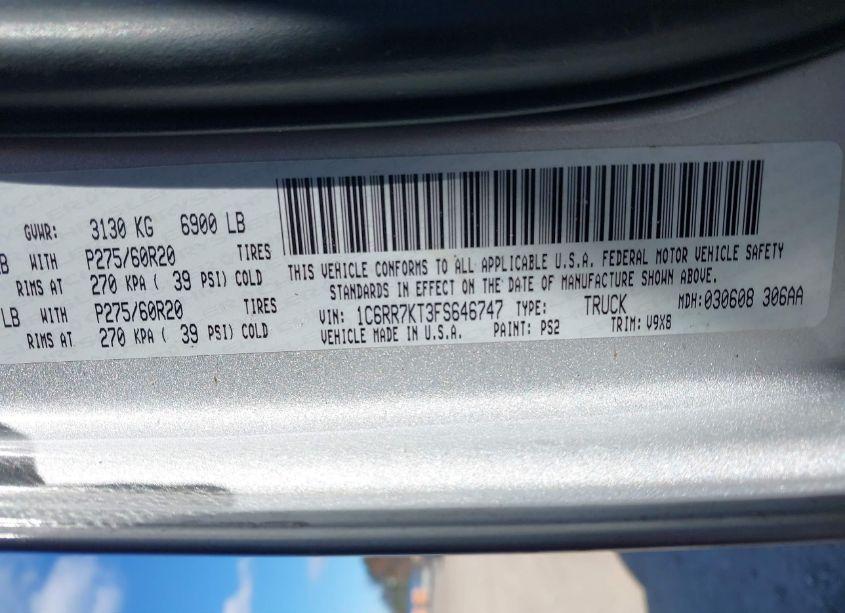 GVWR: 3130 KG 6900 LB
LB WITH P275/60R20 TIRES
RIMS AT 270 KPA ( 39 PSI) COLD
LB WITH P275/60R20 TIRES
RIMS AT 270 KPA ( 39 PSI) COLD
THIS VEHICLE CONFORMS TO ALL APPLICABLE U.S.A. FEDERAL MOTOR VEHICLE SAFETY
STANDARDS IN EFFECT ON THE DATE OF MANUFACTURE SHOWN ABOVE.
VIN: 1C6RR7KT3FS646747 TYPE: TRUCK MDH:030608 306AA
VEHICLE MADE IN U.S.A. PAINT: PS2 TRIM: V9X8